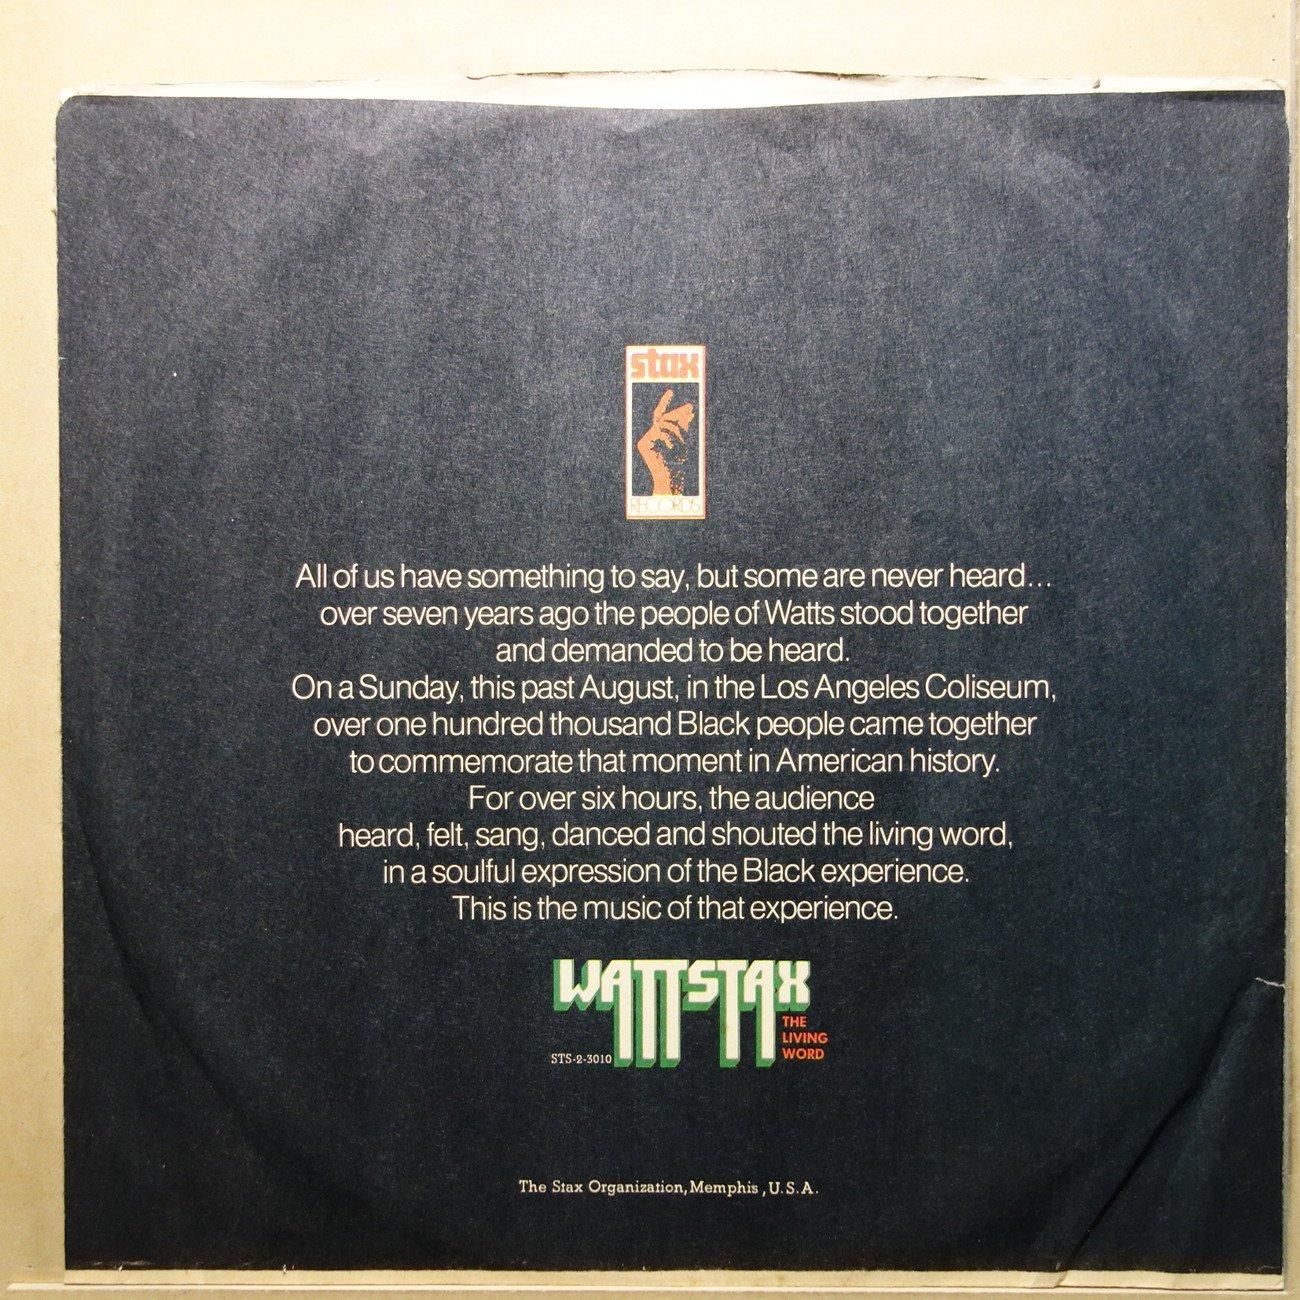 stax
RECORDS
All of us have something to say, but some are never heard...
over seven years ago the people of Watts stood together
and demanded to be heard.
On a Sunday, this past August, in the Los Angeles Coliseum,
over one hundred thousand Black people came together
to commemorate that moment in American history.
For over six hours, the audience
heard, felt, sang, danced and shouted the living word,
in a soulful expression of the Black experience.
This is the music of that experience.
WATTSTAX
THE
LIVING
WORD
STS-2-3010
The Stax Organization, Memphis, U.S.A.